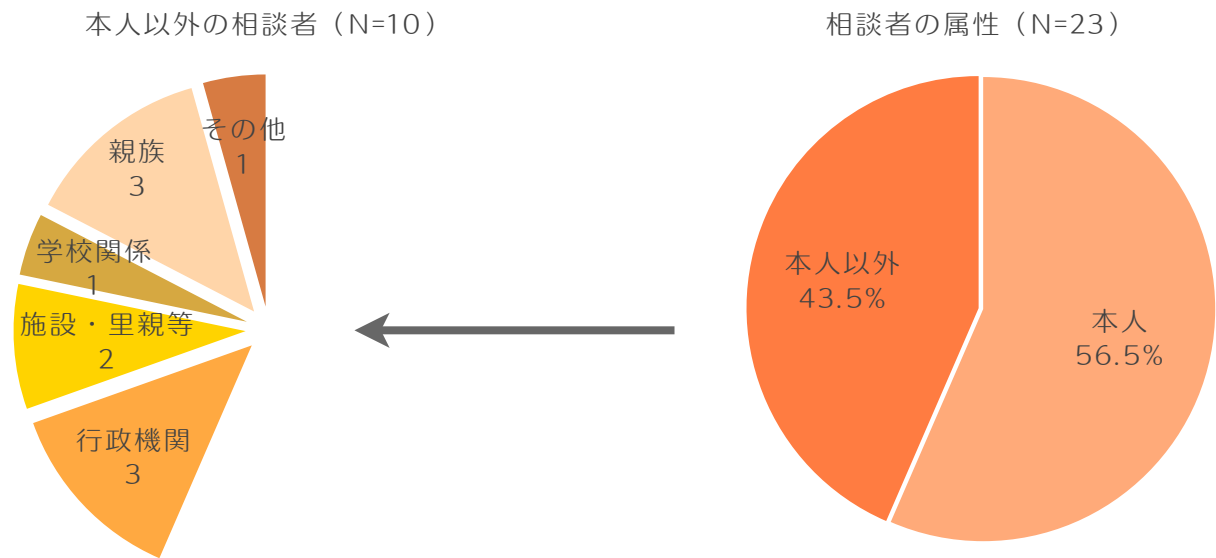 本人以外の相談者（N=10）
その他
1
親族
3
学校関係
1
施設・里親等
2
行政機関
3
相談者の属性（N=23）
本人以外
43.5%
本人
56.5%